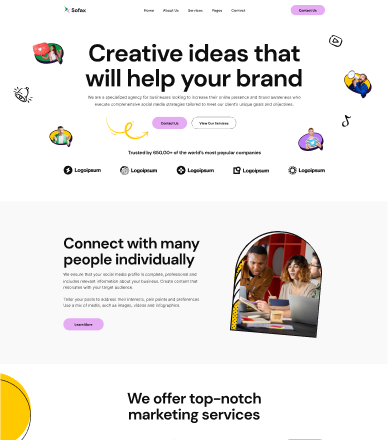 Sofax
Home About Us Services Pages Contact
Contact Us
Creative ideas that
will help your brand
We are a specialized agency for businesses looking to increase their online presence and brand awareness who
execute comprehensive social media strategies tailored to meet our client's unique goals and objectives.
Contact Us View Our Services
Trusted by 650,00+ of the world's most popular companies
Logoipsum Logoipsum Logoipsum Logoipsum Logoipsum
Connect with many
people individually
We ensure that your social media profile is complete, professional and
includes relevant information about your business. Create content that
resonates with your target audience.
Tailor your posts to address their interests, pain points and preferences.
Use a mix of media, such as images, videos and infographics.
Learn More
We offer top-notch
marketing services